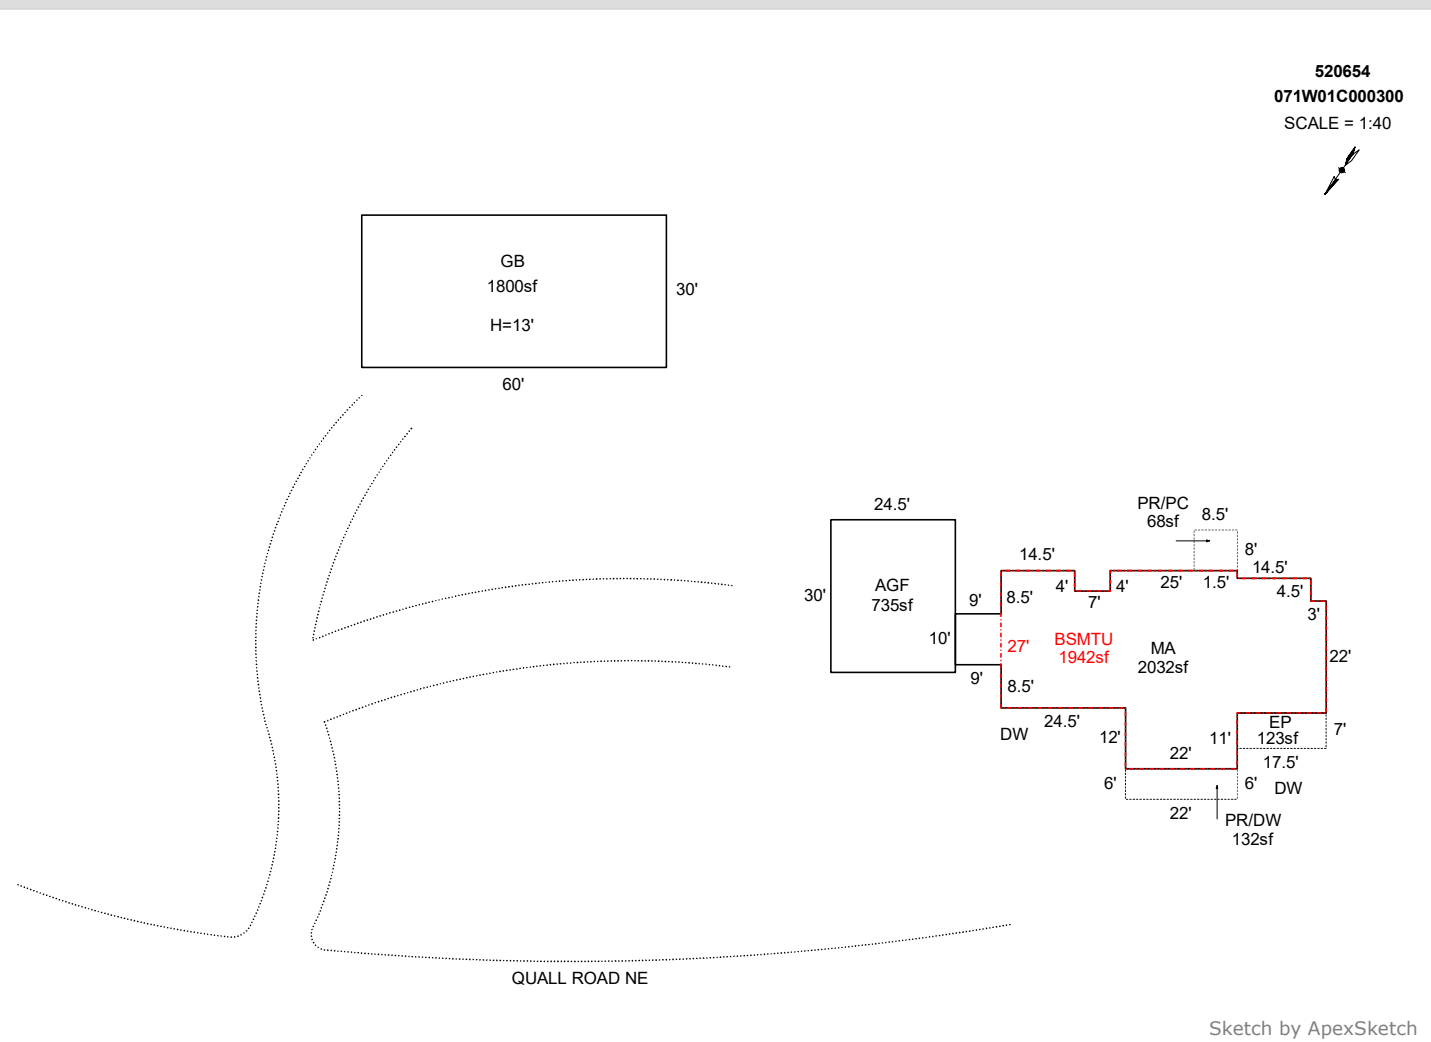 520654
071W01C000300
SCALE = 1:40
GB
1800sf
H=13'
30'
60'
24.5'
AGF
735sf
30'
9'
10'
9'
PR/PC
68sf
8.5'
8'
14.5'
4'
7'
4'
25'
1.5'
14.5'
4.5'
3'
8.5'
27'
BSMTU
1942sf
MA
2032sf
22'
8.5'
24.5'
DW
12'
22'
11'
EP
123sf
7'
17.5'
6'
22'
6'
DW
PR/DW
132sf
QUALL ROAD NE
Sketch by ApexSketch